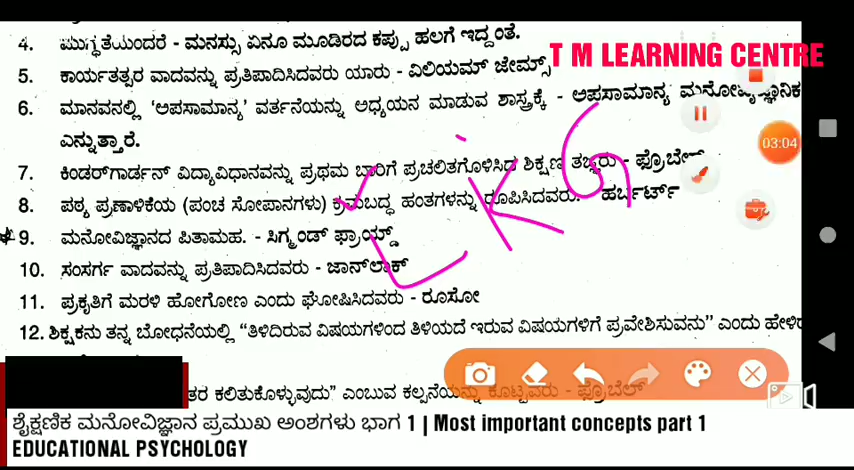 4. ಮುಗ್ಧತೆಯೆಂದರೆ - ಮನಸ್ಸು ಏನೂ ಮೂಡಿರದ ಕಪ್ಪು ಹಲಗೆ ಇದ್ದಂತೆ.
T M LEARNING CENTRE
5. ಕಾರ್ಯತತ್ಪರ ವಾದವನ್ನು ಪ್ರತಿಪಾದಿಸಿದವರು ಯಾರು - ವಿಲಿಯಮ್ ಜೇಮ್ಸ್
6. ಮಾನವನಲ್ಲಿ 'ಅಪಸಾಮಾನ್ಯ' ವರ್ತನೆಯನ್ನು ಅಧ್ಯಯನ ಮಾಡುವ ಶಾಸ್ತ್ರಕ್ಕೆ - ಅಪಸಾಮಾನ್ಯ
ಎನ್ನುತ್ತಾರೆ.
03:04
7. ಕಿಂಡರ್‌ಗಾರ್ಡನ್ ವಿದ್ಯಾವಿಧಾನವನ್ನು ಪ್ರಥಮ ಬಾರಿಗೆ ಪ್ರಚಲಿತಗೊಳಿಸಿದ ಶಿಕ್ಷಣ ತಜ್ಞರು - ಫ್ರೊಬೆಲ್
8. ಪಠ್ಯ ಪ್ರಣಾಳಿಕೆಯ (ಪಂಚ ಸೋಪಾನಗಳು) ಕ್ರಮಬದ್ಧ ಹಂತಗಳನ್ನು ರೂಪಿಸಿದವರು. ಹರ್ಬರ್ಟ್
LKG
9. ಮನೋವಿಜ್ಞಾನದ ಪಿತಾಮಹ. - ಸಿಗ್ಮಂಡ್ ಫ್ರಾಯ್ಡ್
10. ಸಂಸರ್ಗ ವಾದವನ್ನು ಪ್ರತಿಪಾದಿಸಿದವರು - ಜಾನ್‌ಲಾಕ್
11. ಪ್ರಕೃತಿಗೆ ಮರಳಿ ಹೋಗೋಣ ಎಂದು ಘೋಷಿಸಿದವರು - ರೂಸೋ
12. ಶಿಕ್ಷಕನು ತನ್ನ ಬೋಧನೆಯಲ್ಲಿ "ತಿಳಿದಿರುವ ವಿಷಯಗಳಿಂದ ತಿಳಿಯದೆ ಇರುವ ವಿಷಯಗಳಿಗೆ ಪ್ರವೇಶಿಸುವನು" ಎಂದು
ಕಲಿತುಕೊಳ್ಳುವುದು" ಎಂಬುವ ಕಲ್ಪನೆಯನ್ನು ಕೊಟ್ಟವರು - ಫ್ರೊಬೆಲ್
ಶೈಕ್ಷಣಿಕ ಮನೋವಿಜ್ಞಾನ ಪ್ರಮುಖ ಅಂಶಗಳು ಭಾಗ 1 | Most important concepts part 1
EDUCATIONAL PSYCHOLOGY